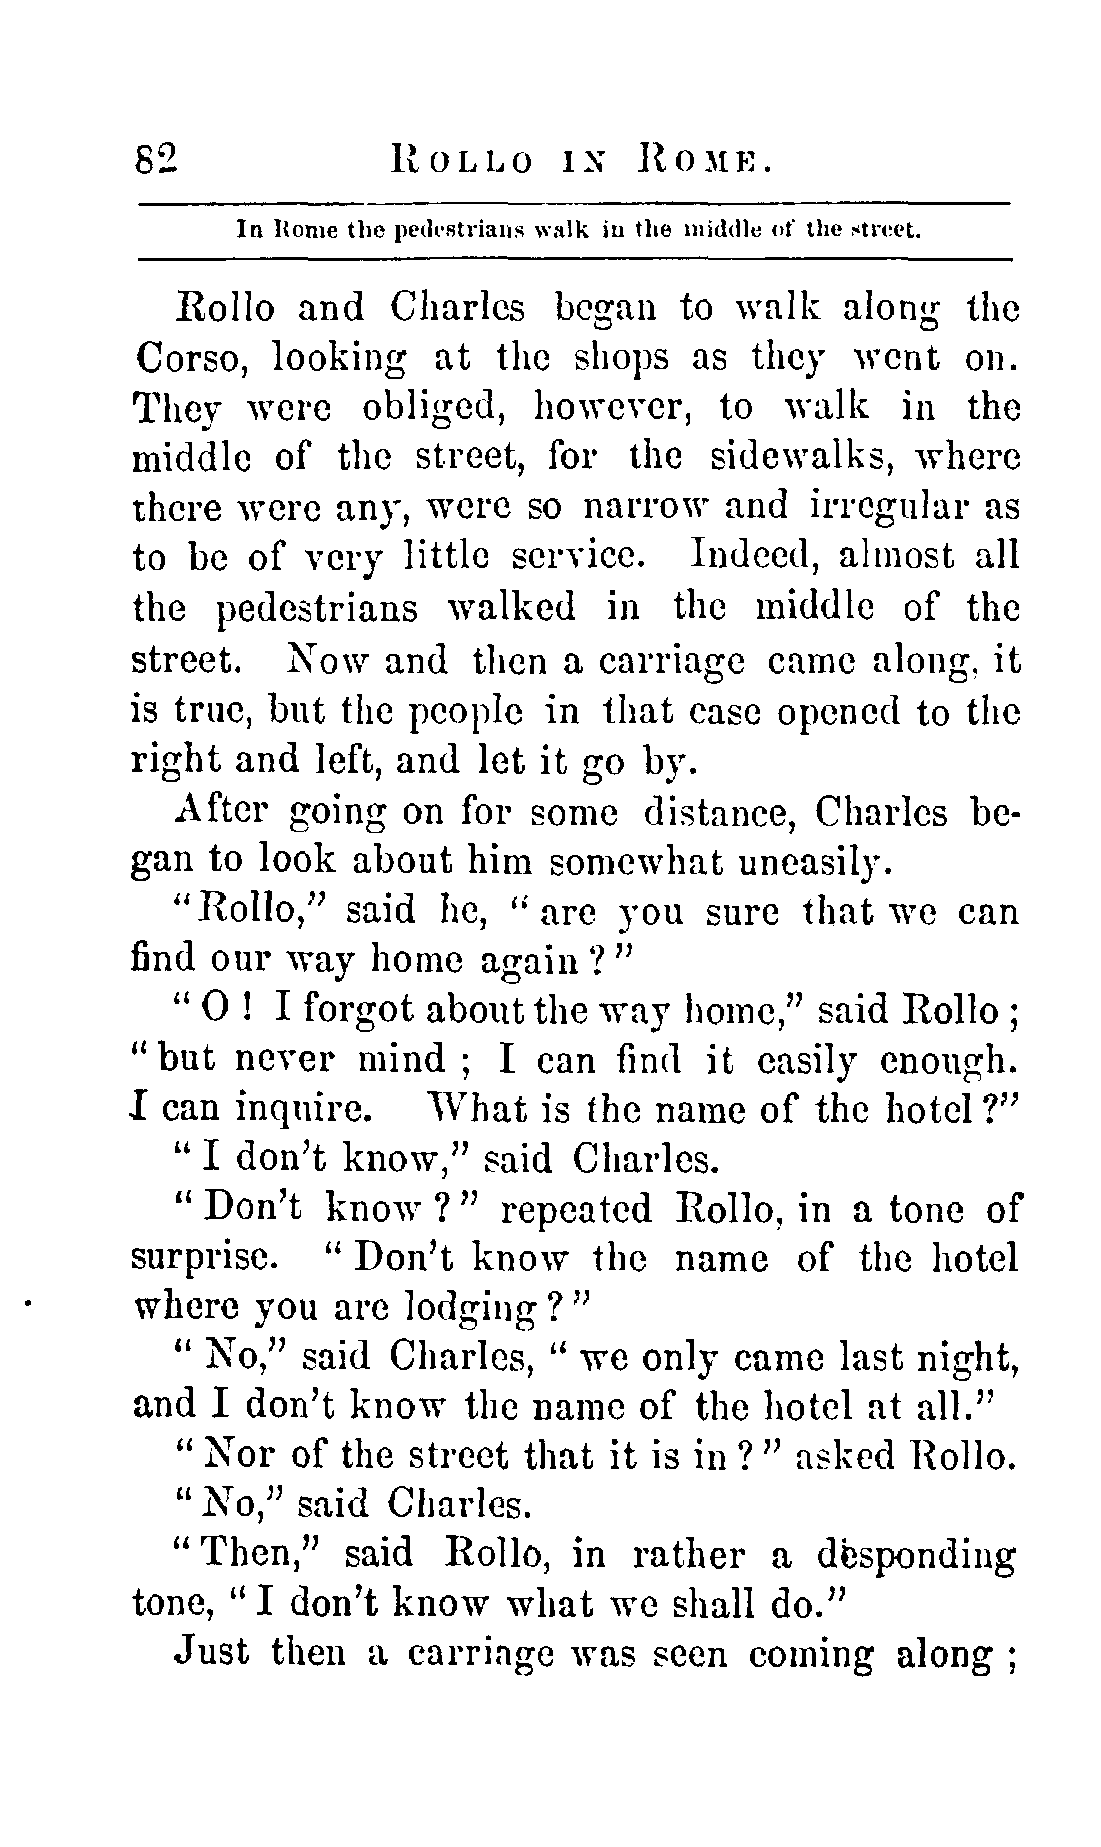 82 ROLLO IN ROME.
In Rome the pedestrians walk in the middle of the street.
Rollo and Charles began to walk along the
Corso, looking at the shops as they went on.
They were obliged, however, to walk in the
middle of the street, for the sidewalks, where
there were any, were so narrow and irregular as
to be of very little service. Indeed, almost all
the pedestrians walked in the middle of the
street. Now and then a carriage came along, it
is true, but the people in that case opened to the
right and left, and let it go by.
After going on for some distance, Charles be-
gan to look about him somewhat uneasily.
"Rollo," said he, "are you sure that we can
find our way home again?"
"O! I forgot about the way home," said Rollo;
"but never mind; I can find it easily enough.
I can inquire. What is the name of the hotel?"
"I don't know," said Charles.
"Don't know?" repeated Rollo, in a tone of
surprise. "Don't know the name of the hotel
where you are lodging?"
"No," said Charles, "we only came last night,
and I don't know the name of the hotel at all."
"Nor of the street that it is in?" asked Rollo.
"No," said Charles.
"Then," said Rollo, in rather a desponding
tone, "I don't know what we shall do."
Just then a carriage was seen coming along;